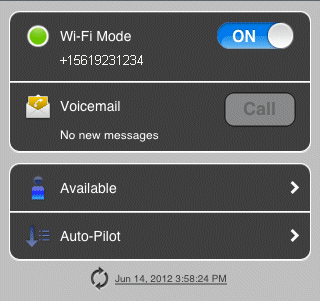 Wi-Fi Mode
ON
+15619231234
Voicemail
Call
No new messages
Available
Auto-Pilot
Jun 14, 2012 3:58:24 PM